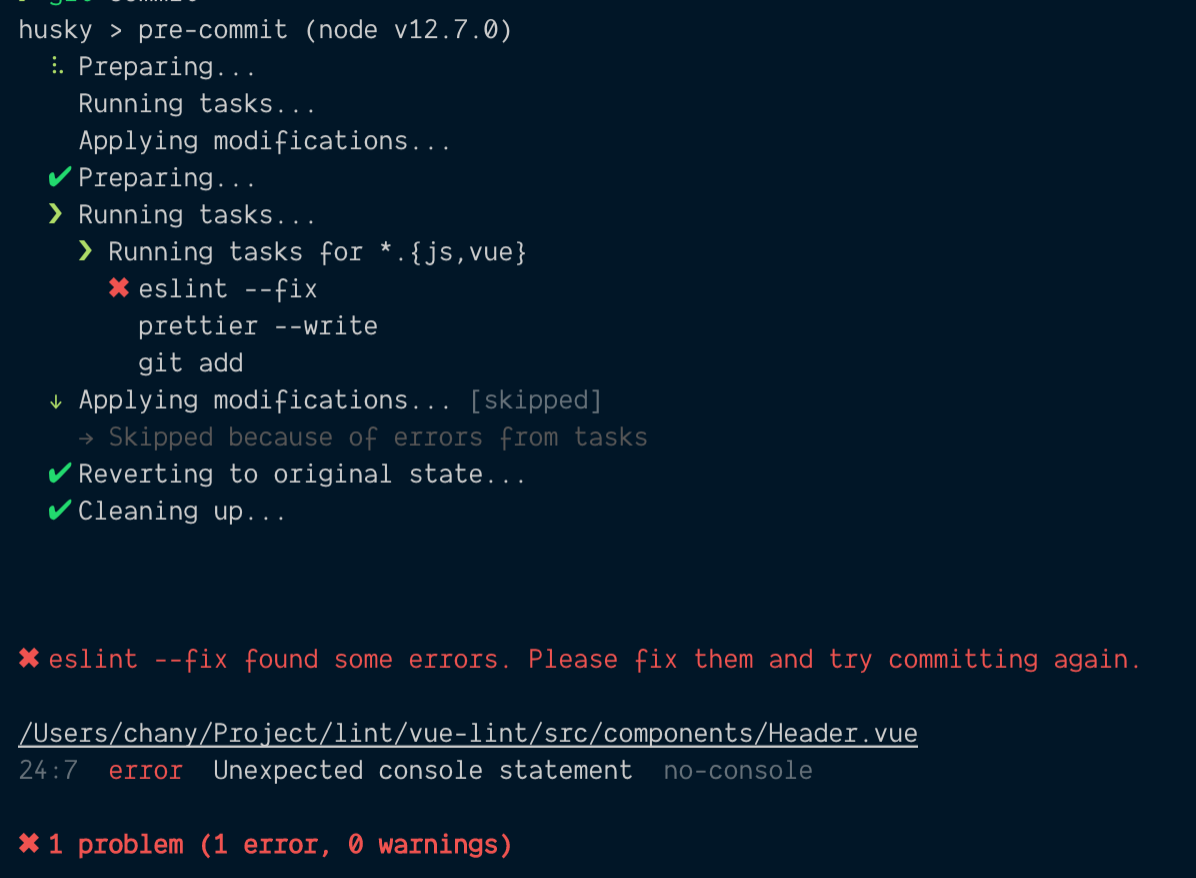 git commit
husky > pre-commit (node v12.7.0)
Preparing...
Running tasks...
Applying modifications...
✔ Preparing...
❯ Running tasks...
❯ Running tasks for *.{js,vue}
✖ eslint --fix
prettier --write
git add
↓ Applying modifications... [skipped]
→ Skipped because of errors from tasks
✔ Reverting to original state...
✔ Cleaning up...
✖ eslint --fix found some errors. Please fix them and try committing again.
/Users/chany/Project/lint/vue-lint/src/components/Header.vue
24:7 error Unexpected console statement no-console
✖ 1 problem (1 error, 0 warnings)